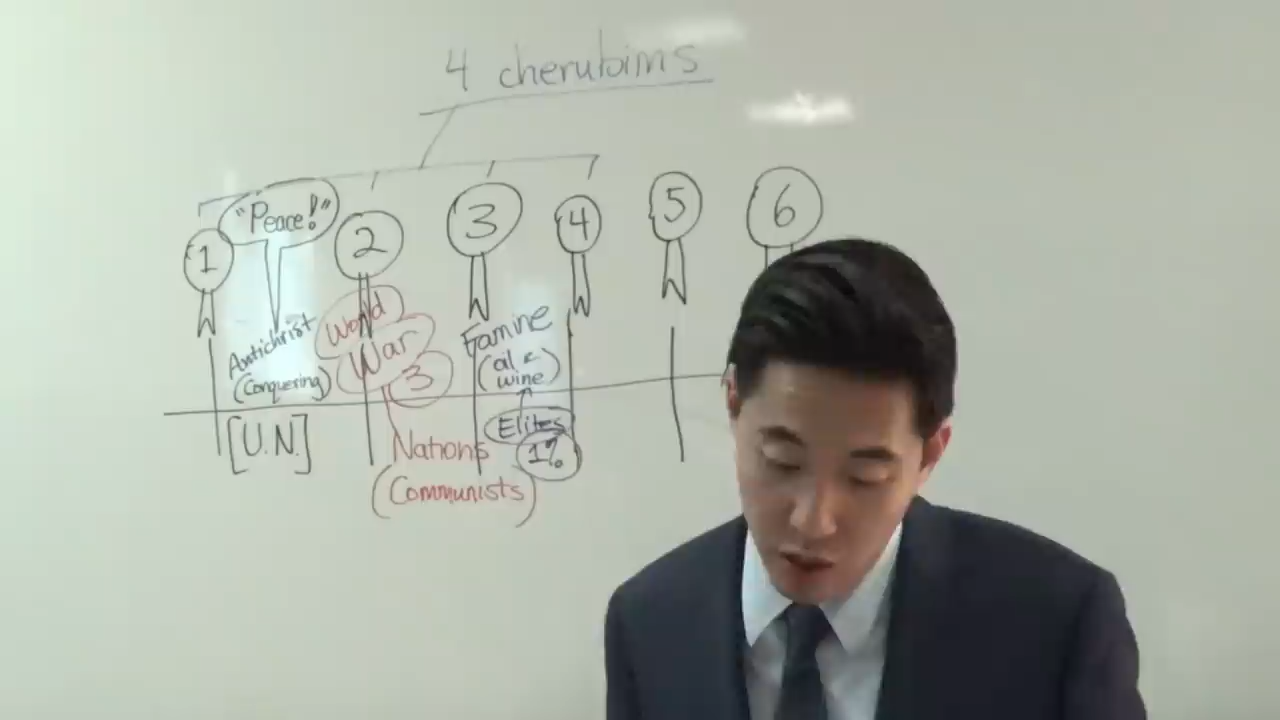 4 cherubims
"Peace!"
1
2
3
4
5
6
Antichrist
(Conquering)
[U.N.]
World
War
3
Nations
(Communists)
Famine
(oil &
wine)
Elites
1%